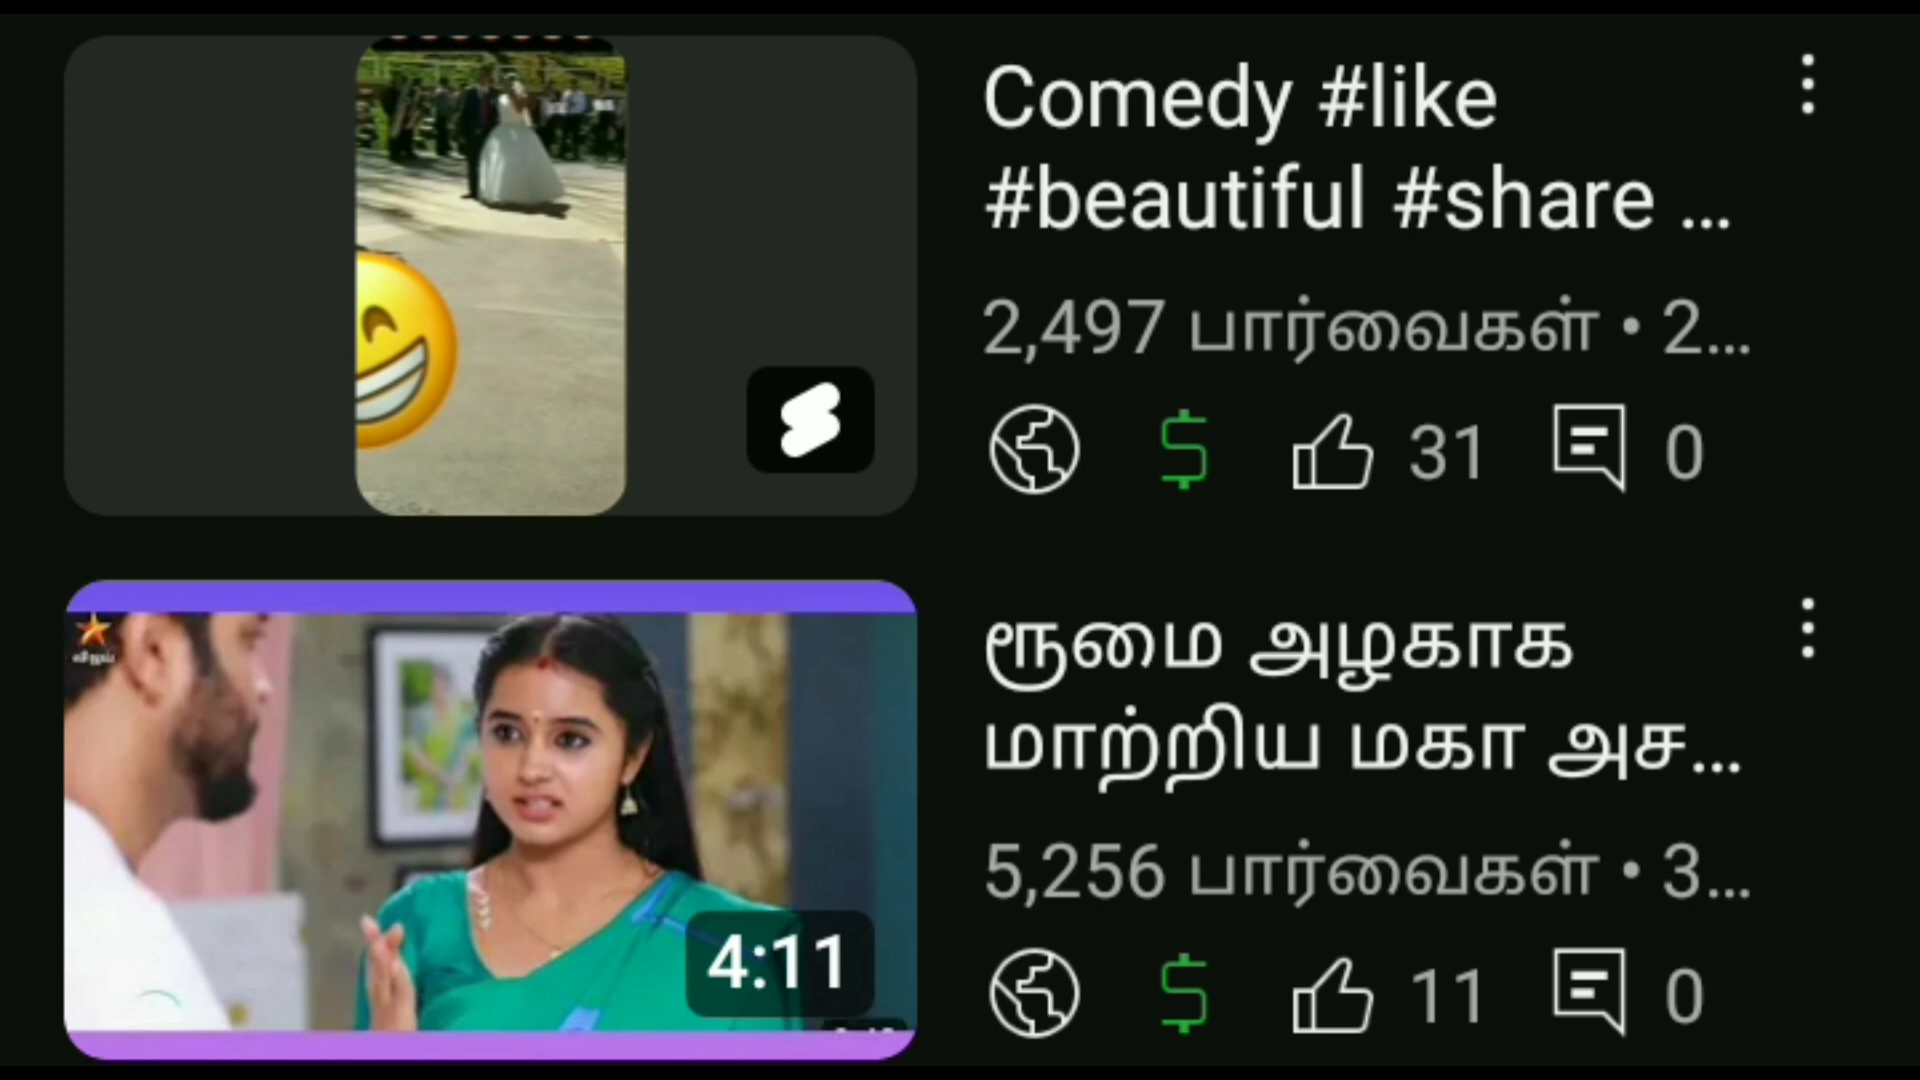 Comedy #like
#beautiful #share ...
2,497 பார்வைகள் • 2...
31
0
விஜய்
4:11
ரூமை அழகாக
மாற்றிய மகா அச...
5,256 பார்வைகள் • 3...
11
0